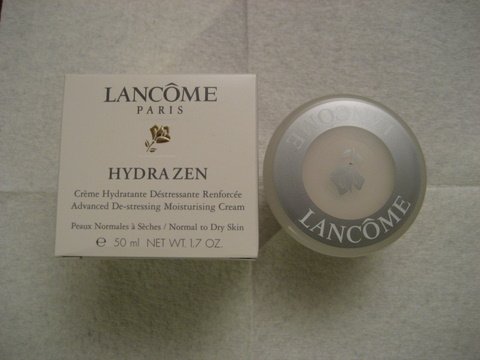 LANCÔME
PARIS
HYDRA ZEN
Crème Hydratante Déstressante Renforcée
Advanced De-stressing Moisturising Cream
Peaux Normales à Sèches / Normal to Dry Skin
℮ 50 ml NET WT. 1.7 OZ.
LANCÔME
LANCÔME